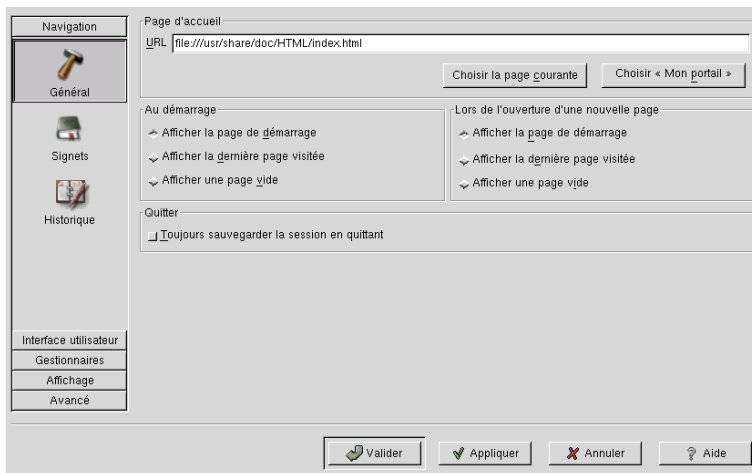 Navigation
Général
Signets
Historique
Interface utilisateur
Gestionnaires
Affichage
Avancé
Page d'accueil
URL file:///usr/share/doc/HTML/index.html
Choisir la page courante Choisir « Mon portail »
Au démarrage
Afficher la page de démarrage
Afficher la dernière page visitée
Afficher une page vide
Lors de l'ouverture d'une nouvelle page
Afficher la page de démarrage
Afficher la dernière page visitée
Afficher une page vide
Quitter
Toujours sauvegarder la session en quittant
Valider Appliquer Annuler Aide